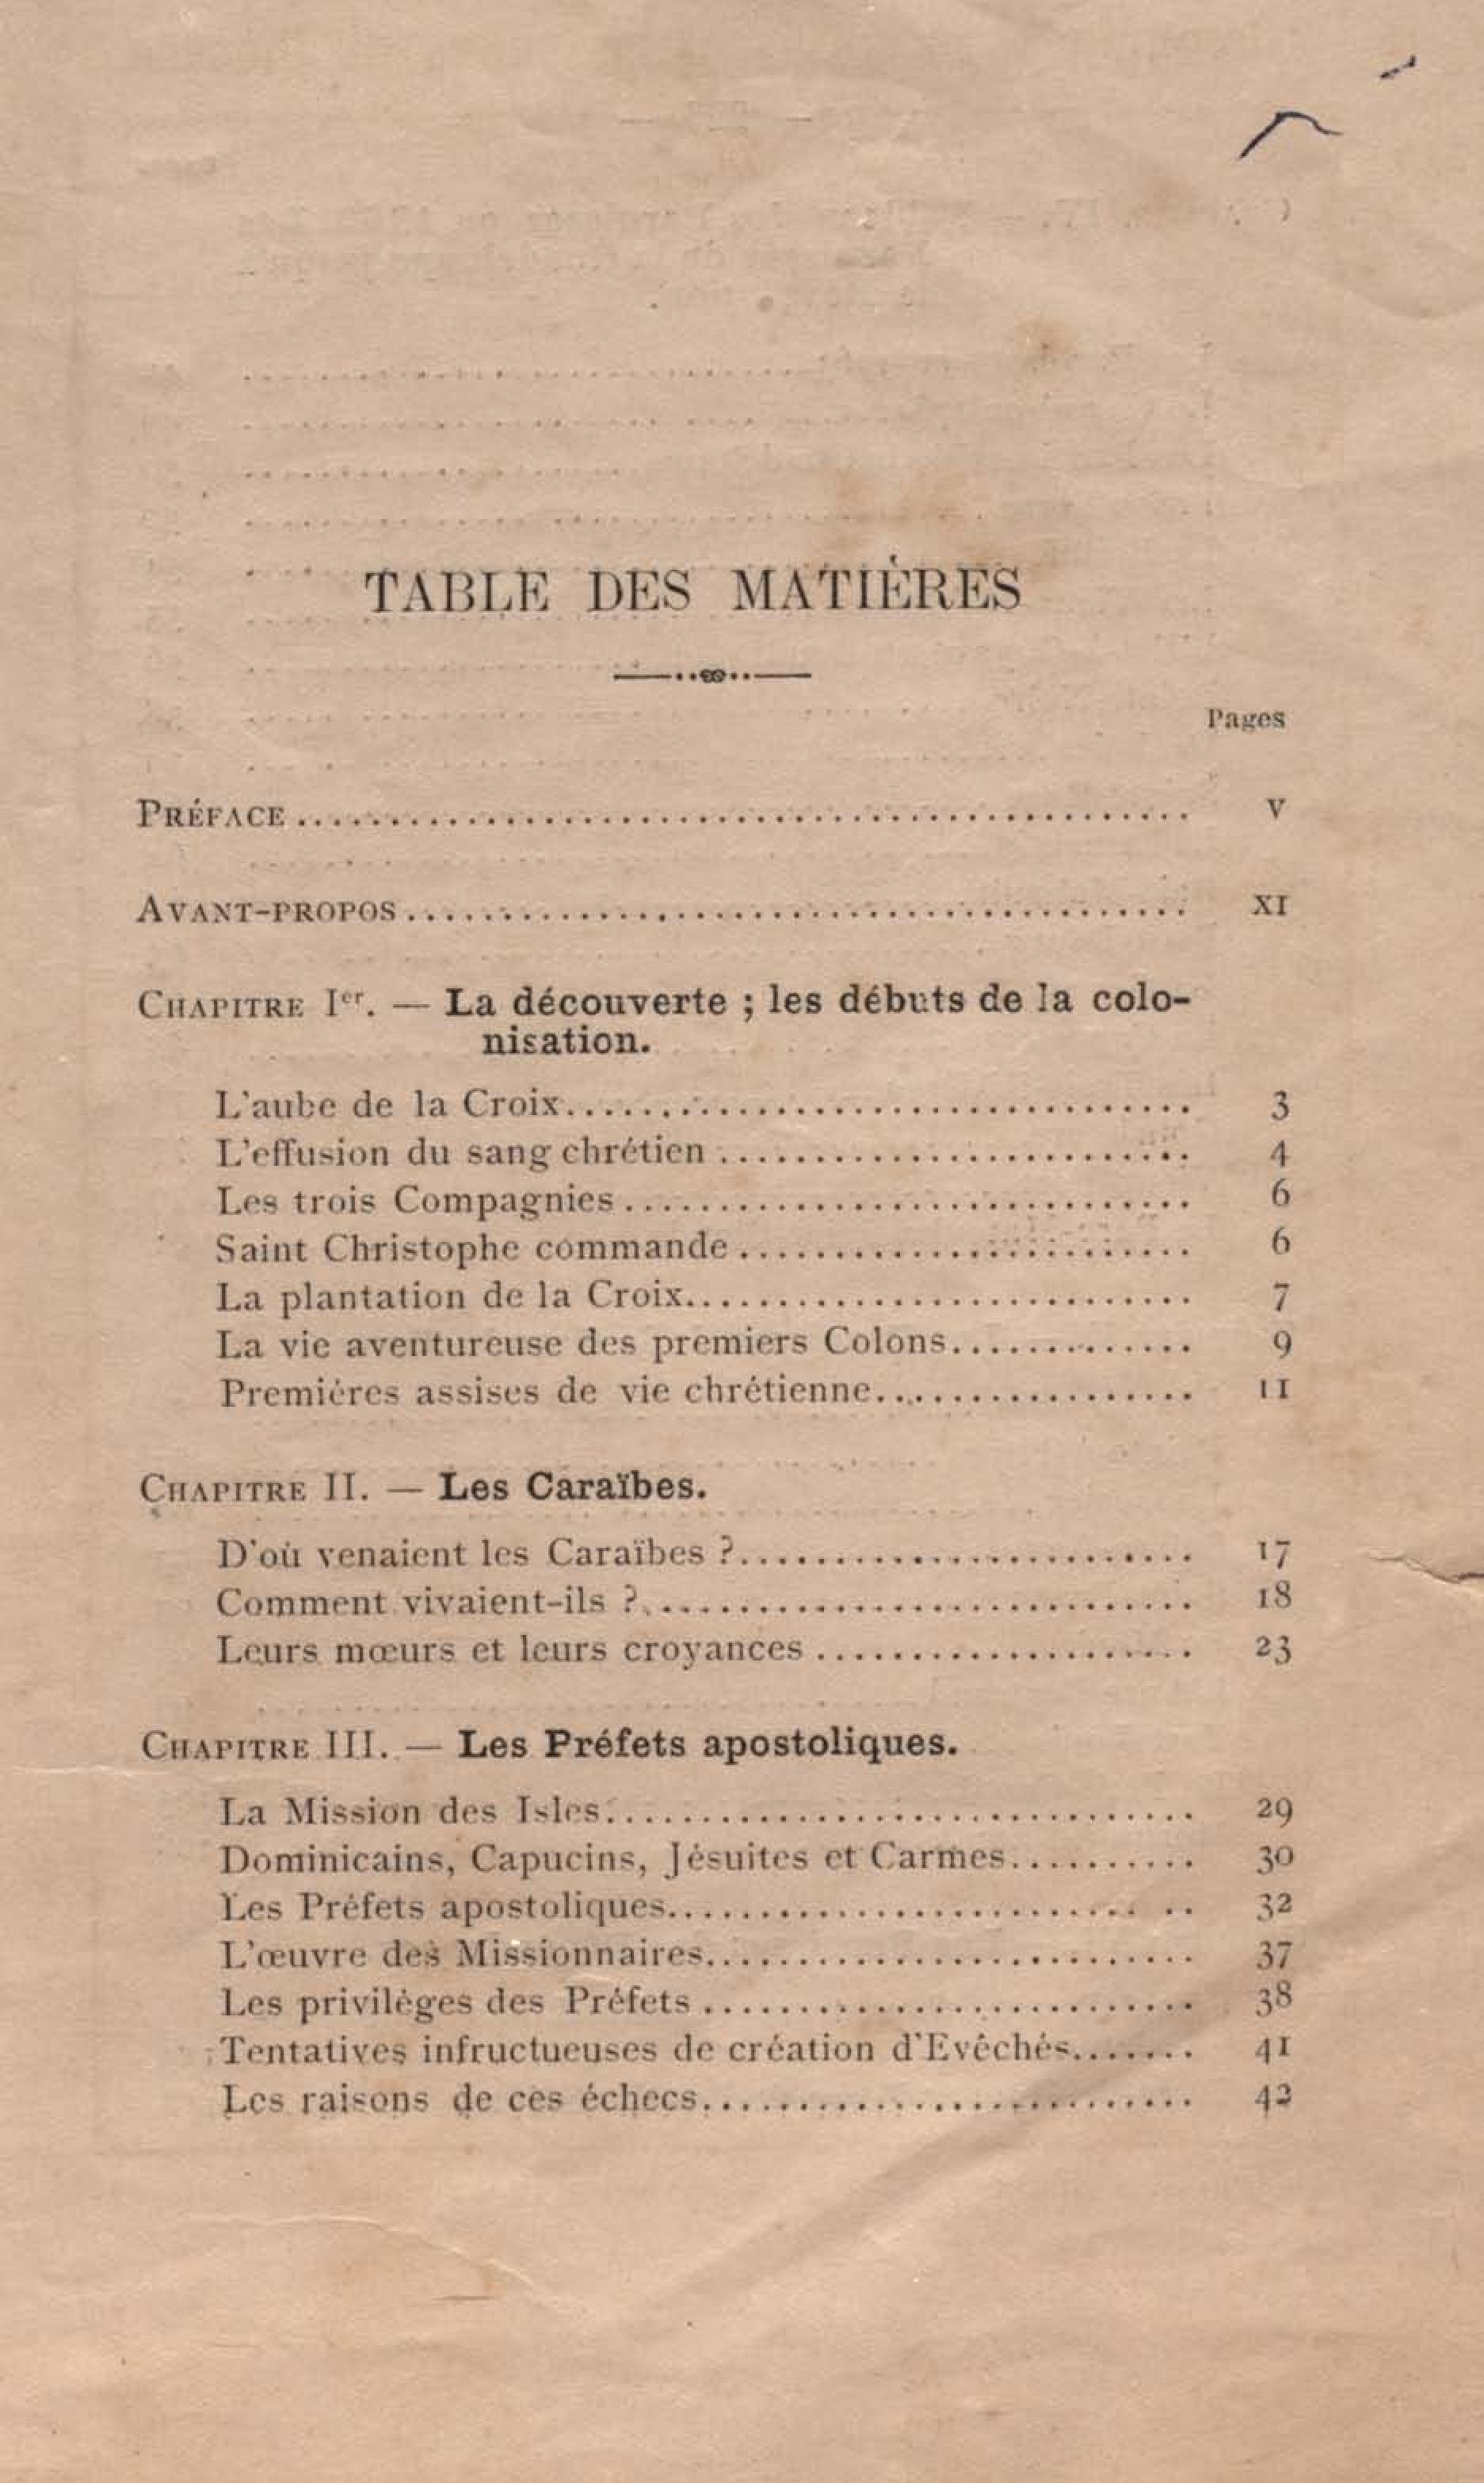 TABLE DES MATIÈRES
Pages
PRÉFACE.................................................. V
AVANT-PROPOS.......................................... XI
CHAPITRE Ier. — La découverte ; les débuts de la colo-
nisation.
L'aube de la Croix................................... 3
L'effusion du sang chrétien.......................... 4
Les trois Compagnies................................ 6
Saint Christophe commande......................... 6
La plantation de la Croix............................ 7
La vie aventureuse des premiers Colons............. 9
Premières assises de vie chrétienne................. 11
CHAPITRE II. — Les Caraïbes.
D'où venaient les Caraïbes ?......................... 17
Comment vivaient-ils ?.............................. 18
Leurs mœurs et leurs croyances..................... 23
CHAPITRE III. — Les Préfets apostoliques.
La Mission des Isles................................. 29
Dominicains, Capucins, Jésuites et Carmes.......... 30
Les Préfets apostoliques............................. 32
L'œuvre des Missionnaires........................... 37
Les privilèges des Préfets........................... 38
Tentatives infructueuses de création d'Evêchés....... 41
Les raisons de ces échecs........................... 42